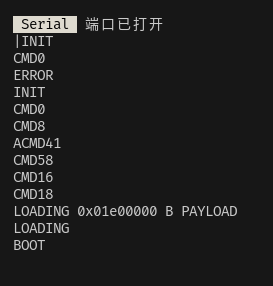 Serial 端口已打开
|INIT
CMD0
ERROR
INIT
CMD0
CMD8
ACMD41
CMD58
CMD16
CMD18
LOADING 0x01e00000 B PAYLOAD
LOADING
BOOT